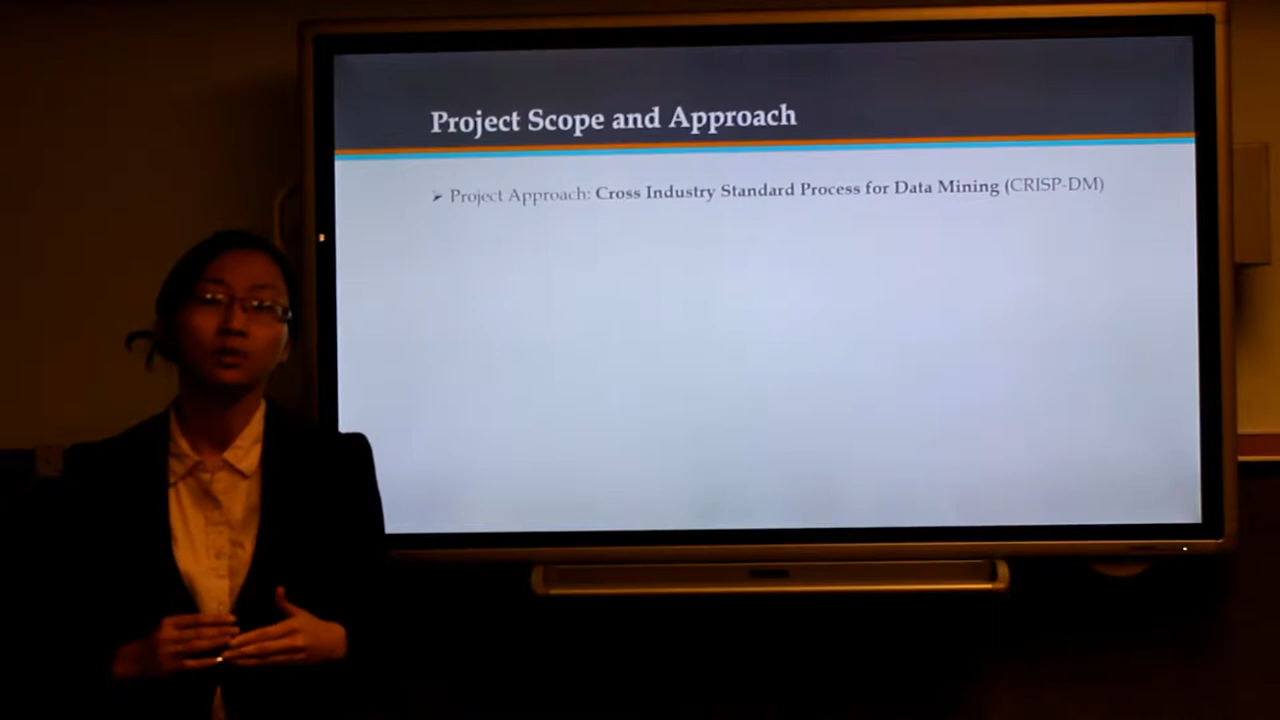 Project Scope and Approach
➢ Project Approach: Cross Industry Standard Process for Data Mining (CRISP-DM)